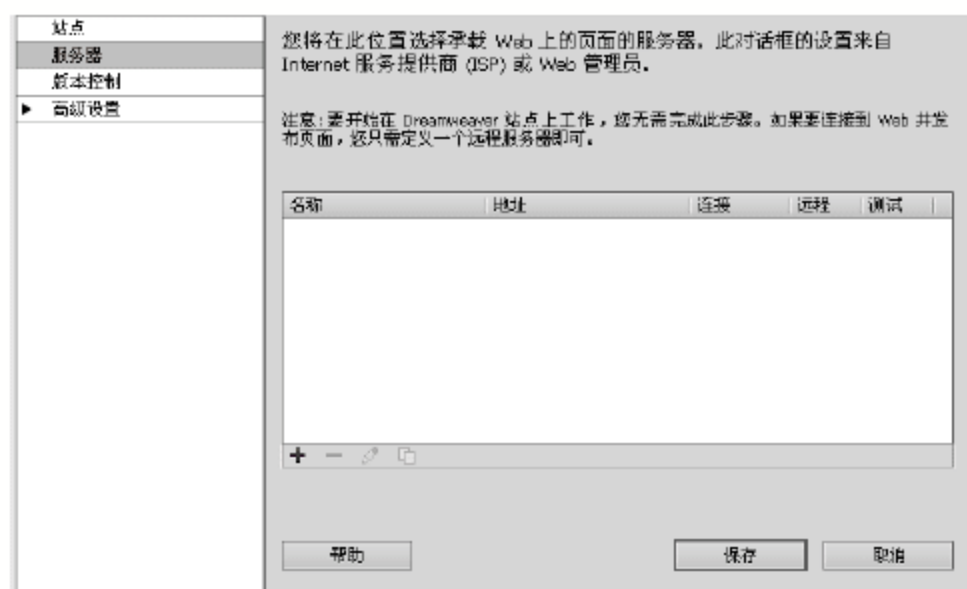 站点
服务器
版本控制
高级设置
您将在此位置选择承载 Web 上的页面的服务器。此对话框的设置来自
Internet 服务提供商 (ISP) 或 Web 管理员。
注意:要开始在 Dreamweaver 站点上工作，您无需完成此步骤。如果要连接到 Web 并发
布页面，您只需定义一个远程服务器即可。
名称 地址 连接 远程 测试
帮助 保存 取消